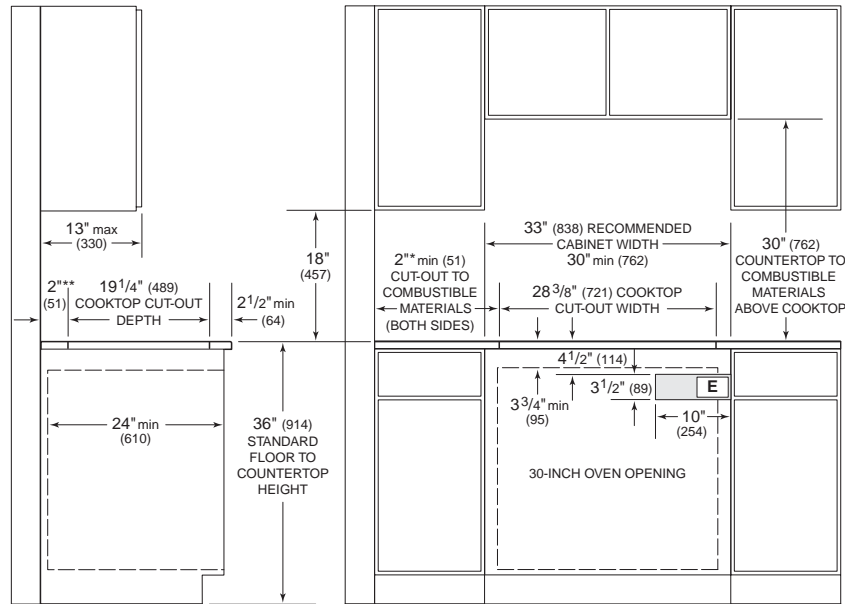 13" max
(330)
2"**
(51)
19 1/4" (489)
COOKTOP CUT-OUT
DEPTH
2 1/2" min
(64)
18"
(457)
24" min
(610)
36" (914)
STANDARD
FLOOR TO
COUNTERTOP
HEIGHT
33" (838) RECOMMENDED
CABINET WIDTH
30" min (762)
2"* min (51)
CUT-OUT TO
COMBUSTIBLE
MATERIALS
(BOTH SIDES)
28 3/8" (721) COOKTOP
CUT-OUT WIDTH
30" (762)
COUNTERTOP TO
COMBUSTIBLE
MATERIALS
ABOVE COOKTOP
4 1/2" (114)
3 1/2" (89)
E
3 3/4" min
(95)
10"
(254)
30-INCH OVEN OPENING